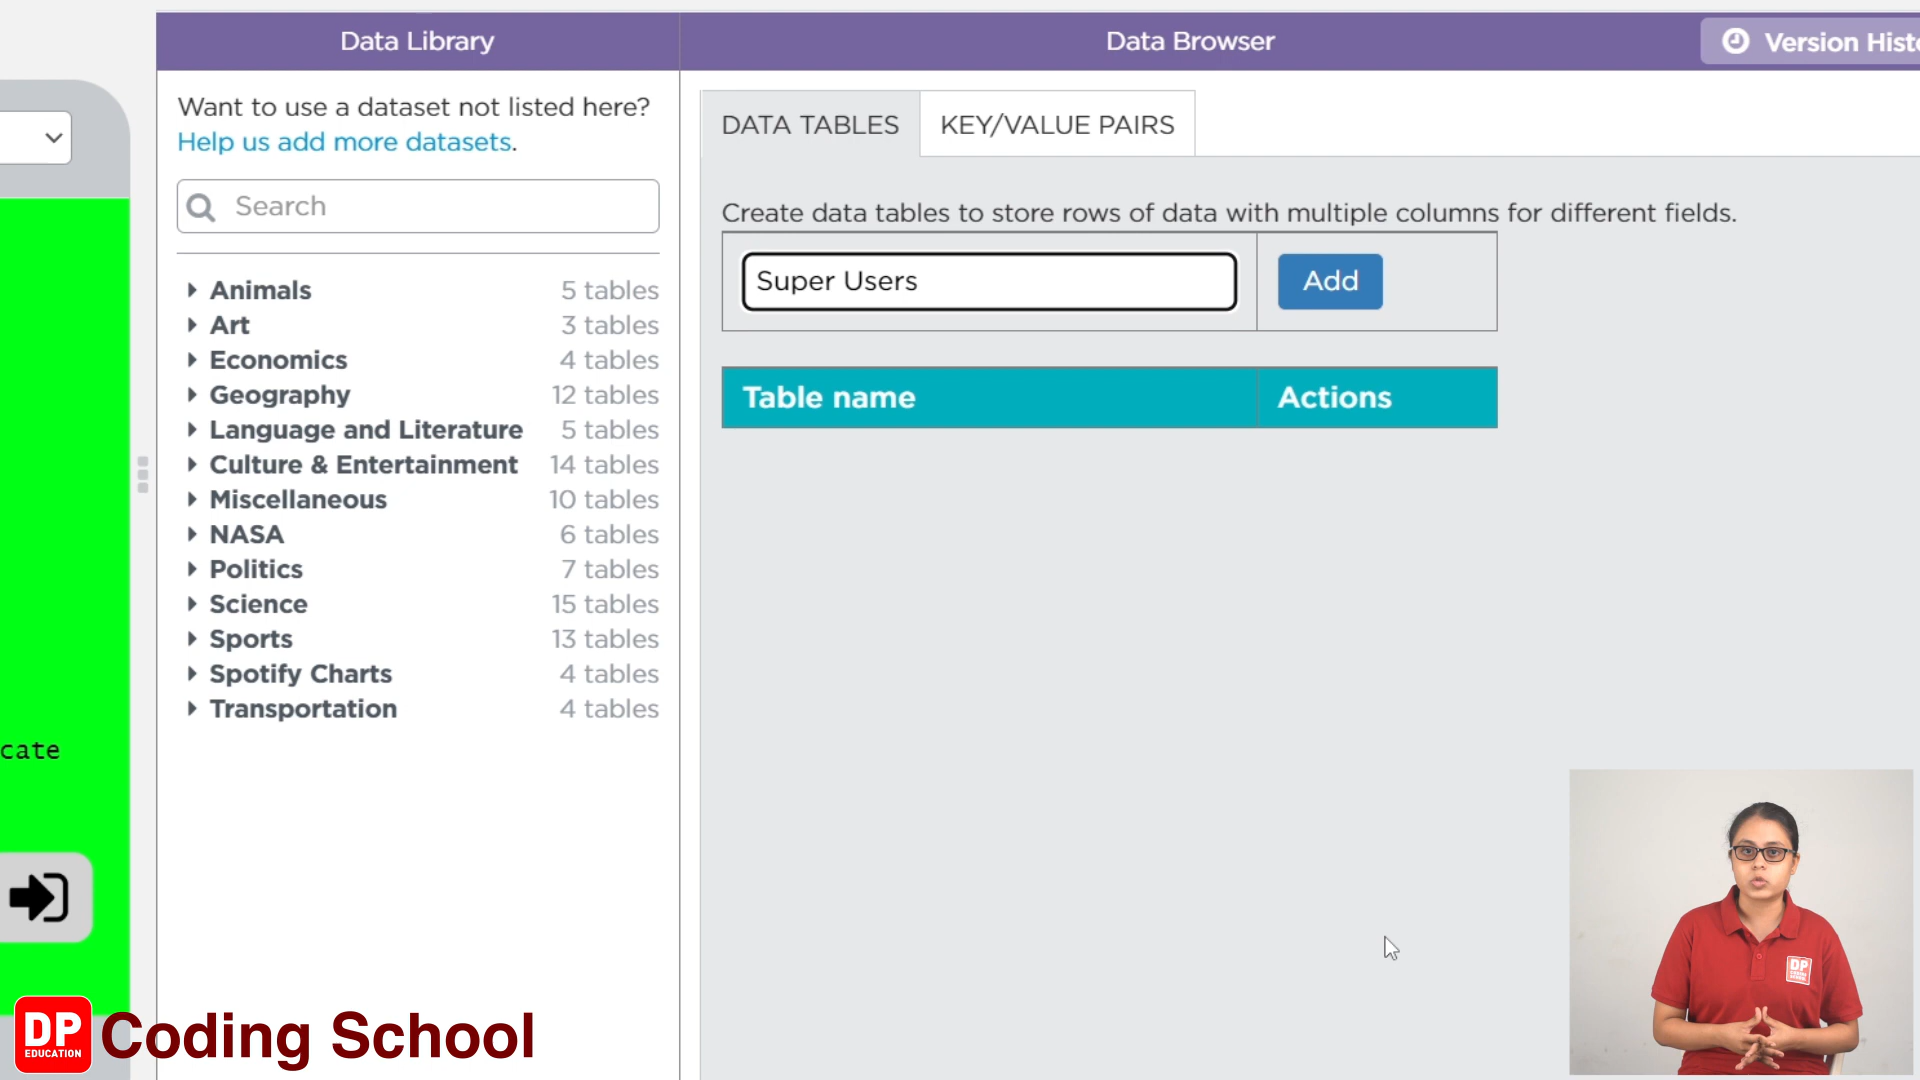 Data Library
Data Browser
Version Histo
Want to use a dataset not listed here?
Help us add more datasets.
Search
Animals 5 tables
Art 3 tables
Economics 4 tables
Geography 12 tables
Language and Literature 5 tables
Culture & Entertainment 14 tables
Miscellaneous 10 tables
NASA 6 tables
Politics 7 tables
Science 15 tables
Sports 13 tables
Spotify Charts 4 tables
Transportation 4 tables
DATA TABLES
KEY/VALUE PAIRS
Create data tables to store rows of data with multiple columns for different fields.
Super Users
Add
Table name
Actions
cate
DP
EDUCATION
Coding School
DP